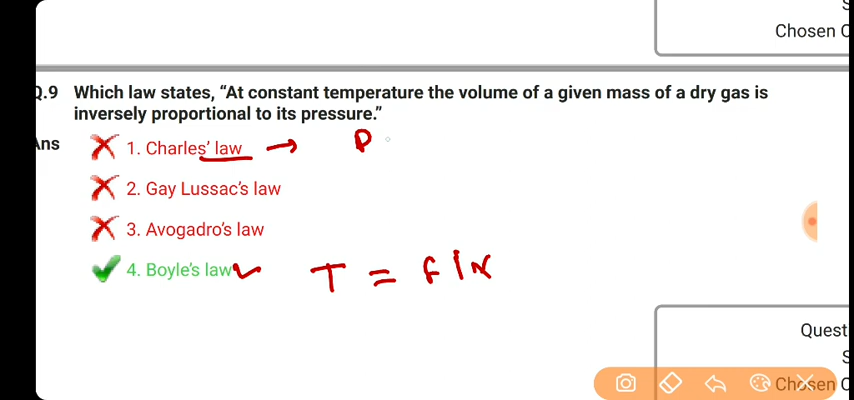 Chosen
Q.9 Which law states, “At constant temperature the volume of a given mass of a dry gas is
inversely proportional to its pressure.”
Ans
1. Charles’ law → P
2. Gay Lussac’s law
3. Avogadro’s law
4. Boyle’s law T = fix
Quest
Chosen